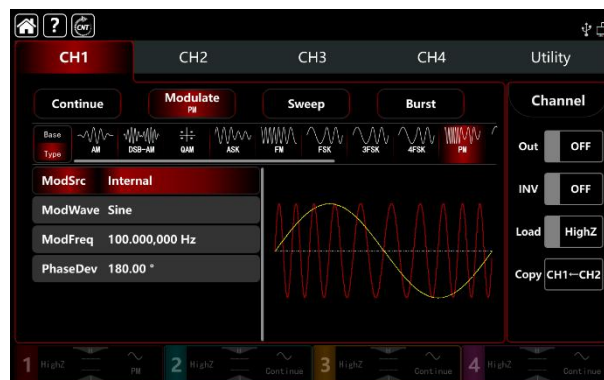 ? CNT
CH1 CH2 CH3 CH4 Utility
Continue Modulate Sweep Burst Channel
PM
Base
Type AM DSB-AM QAM ASK FM FSK 3FSK 4FSK PM
Out OFF
ModSrc Internal
INV OFF
ModWave Sine
Load HighZ
ModFreq 100.000,000 Hz
PhaseDev 180.00 °
Copy CH1←CH2
1 HighZ PM 2 HighZ Continue 3 HighZ Continue 4 HighZ Continue